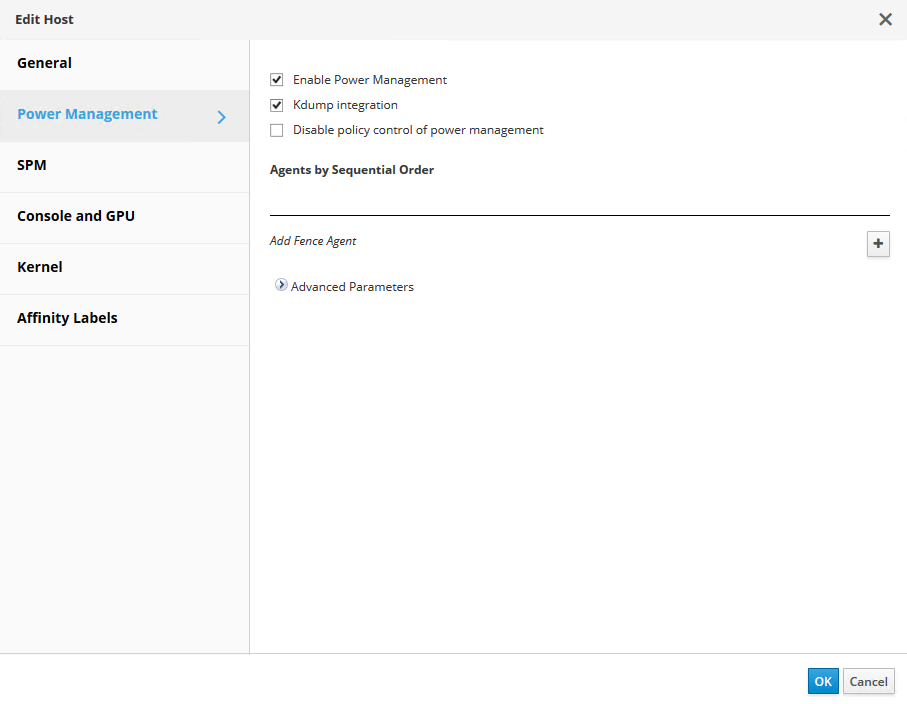 Edit Host
General
Power Management
SPM
Console and GPU
Kernel
Affinity Labels
Enable Power Management
Kdump integration
Disable policy control of power management
Agents by Sequential Order
Add Fence Agent
Advanced Parameters
OK
Cancel